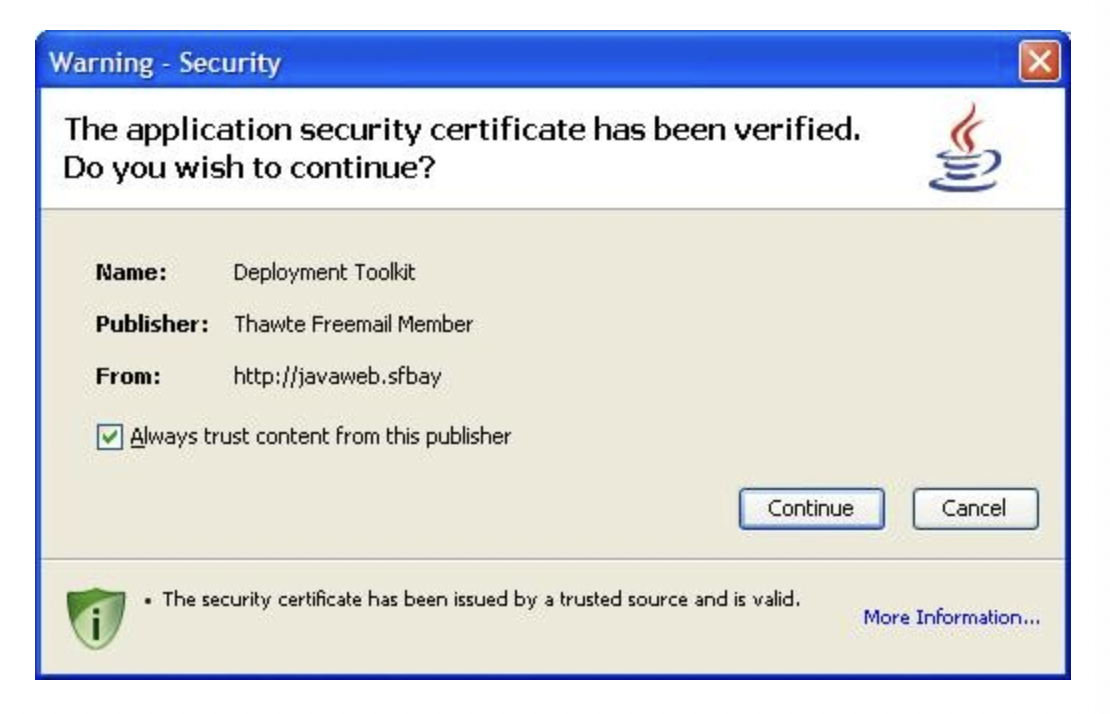 Warning - Security
The application security certificate has been verified.
Do you wish to continue?
Name: Deployment Toolkit
Publisher: Thawte Freemail Member
From: http://javaweb.sfbay
Always trust content from this publisher
Continue Cancel
• The security certificate has been issued by a trusted source and is valid.
More Information...